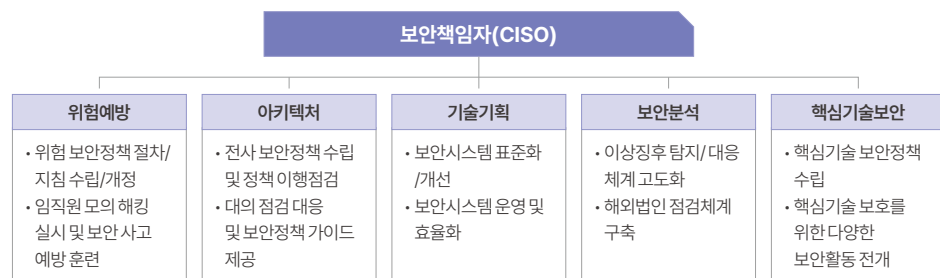 보안책임자(CISO)
위험예방
• 위험 보안정책 절차/
지침 수립/개정
• 임직원 모의 해킹
실시 및 보안 사고
예방 훈련
아키텍처
• 전사 보안정책 수립
및 정책 이행점검
• 대의 점검 대응
및 보안정책 가이드
제공
기술기획
• 보안시스템 표준화
/개선
• 보안시스템 운영 및
효율화
보안분석
• 이상징후 탐지/ 대응
체계 고도화
• 해외법인 점검체계
구축
핵심기술보안
• 핵심기술 보안정책
수립
• 핵심기술 보호를
위한 다양한
보안활동 전개